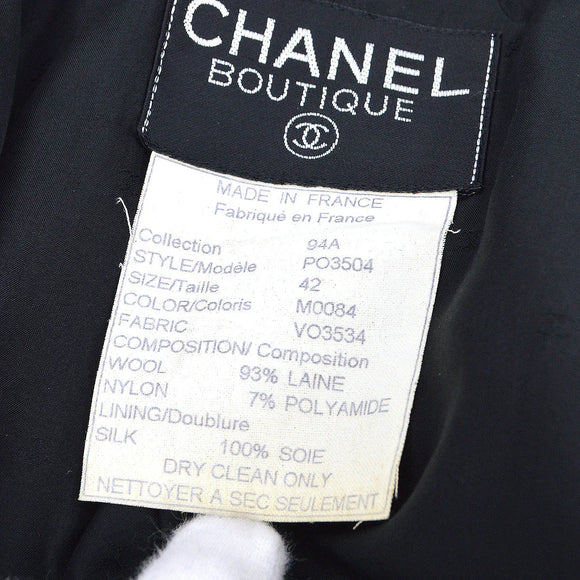 CHANEL
BOUTIQUE
MADE IN FRANCE
Fabriqué en France
Collection 94A
STYLE/Modèle PO3504
SIZE/Taille 42
COLOR/Coloris M0084
FABRIC VO3534
COMPOSITION/ Composition
WOOL 93% LAINE
NYLON 7% POLYAMIDE
LINING/Doublure
SILK 100% SOIE
DRY CLEAN ONLY
NETTOYER A SEC SEULEMENT